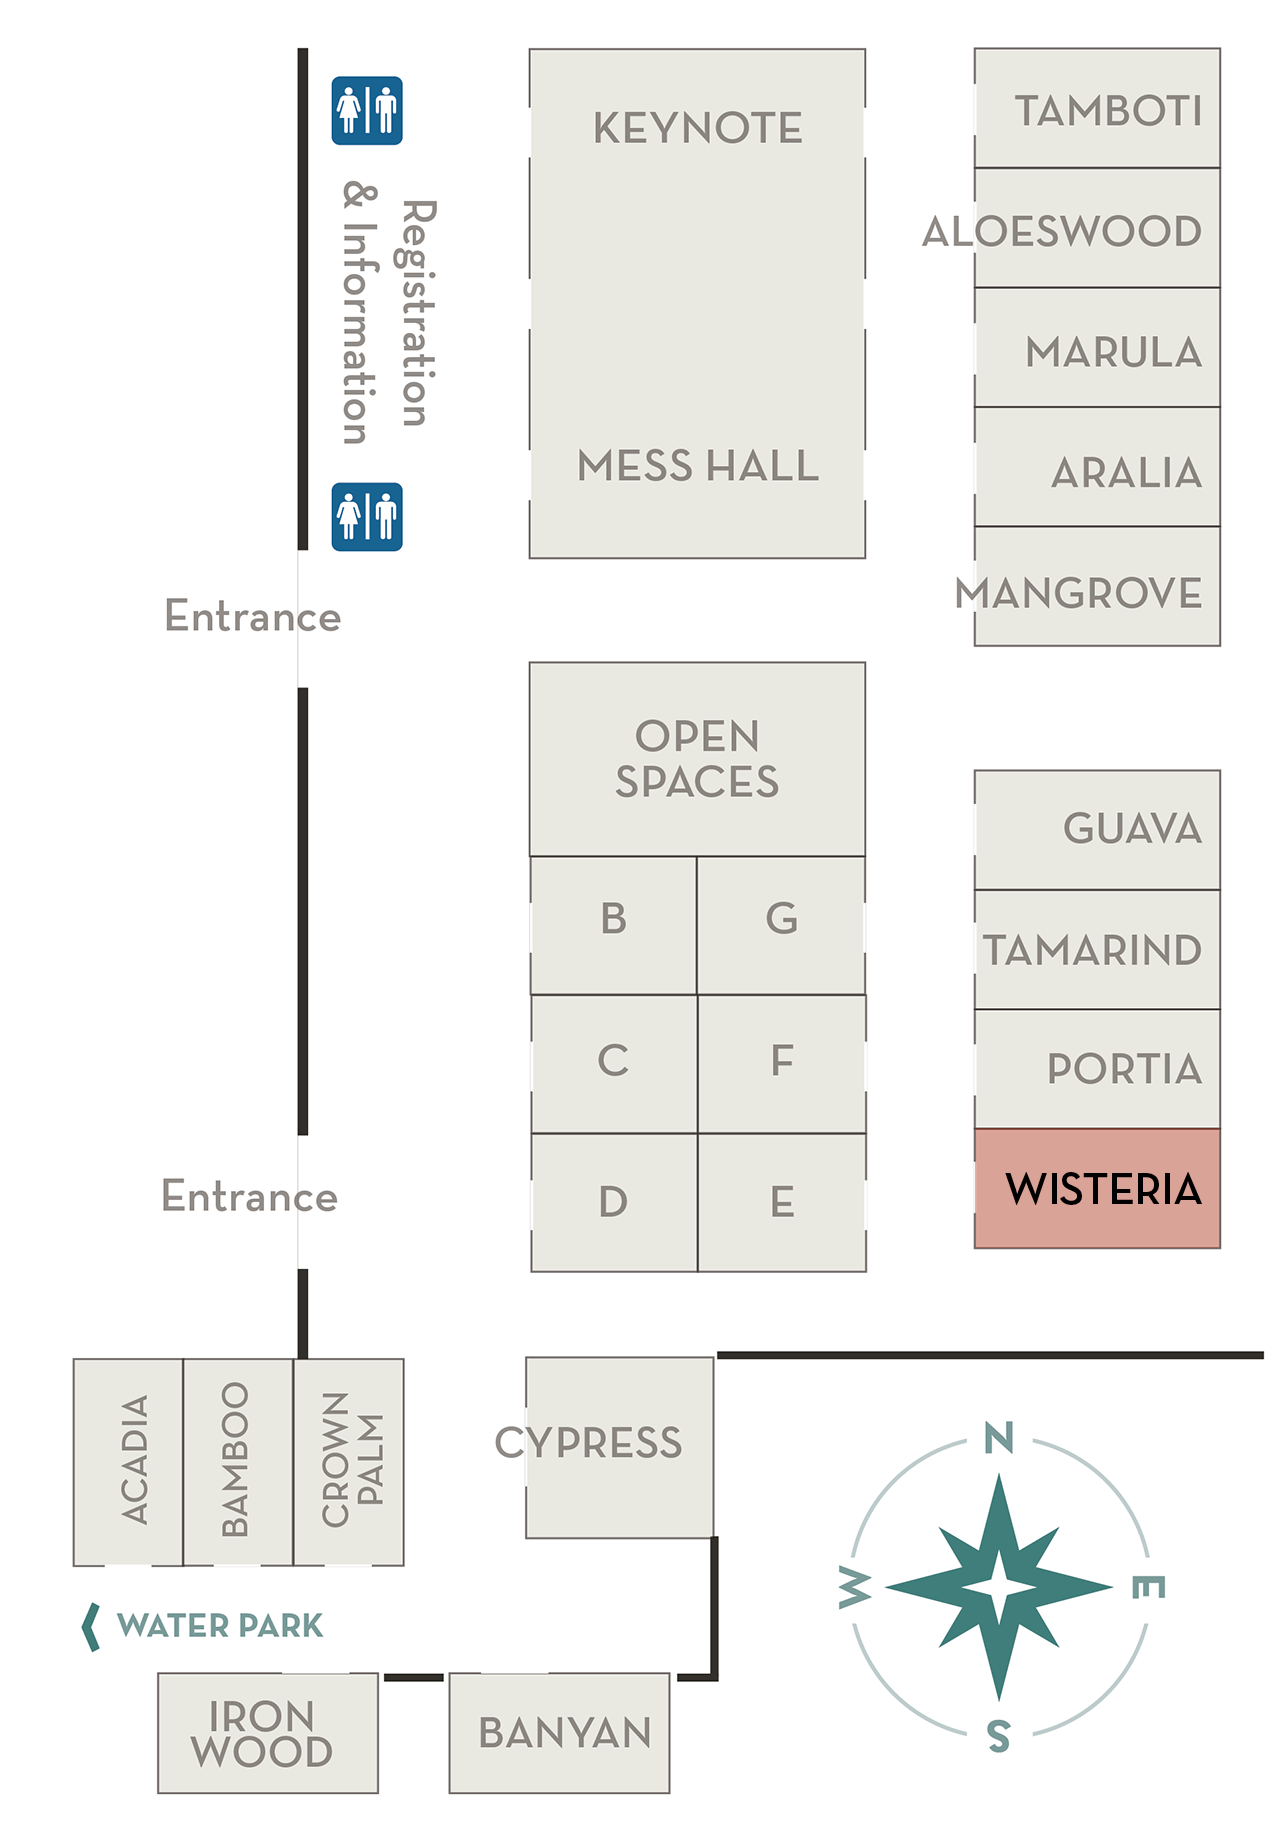 KEYNOTE
MESS HALL
TAMBOTI
ALOESWOOD
MARULA
ARALIA
MANGROVE
Registration
& Information
Entrance
OPEN
SPACES
B
G
C
F
D
E
GUAVA
TAMARIND
PORTIA
WISTERIA
Entrance
ACADIA
BAMBOO
CROWN
PALM
CYPRESS
WATER PARK
IRON
WOOD
BANYAN
N
W
E
S